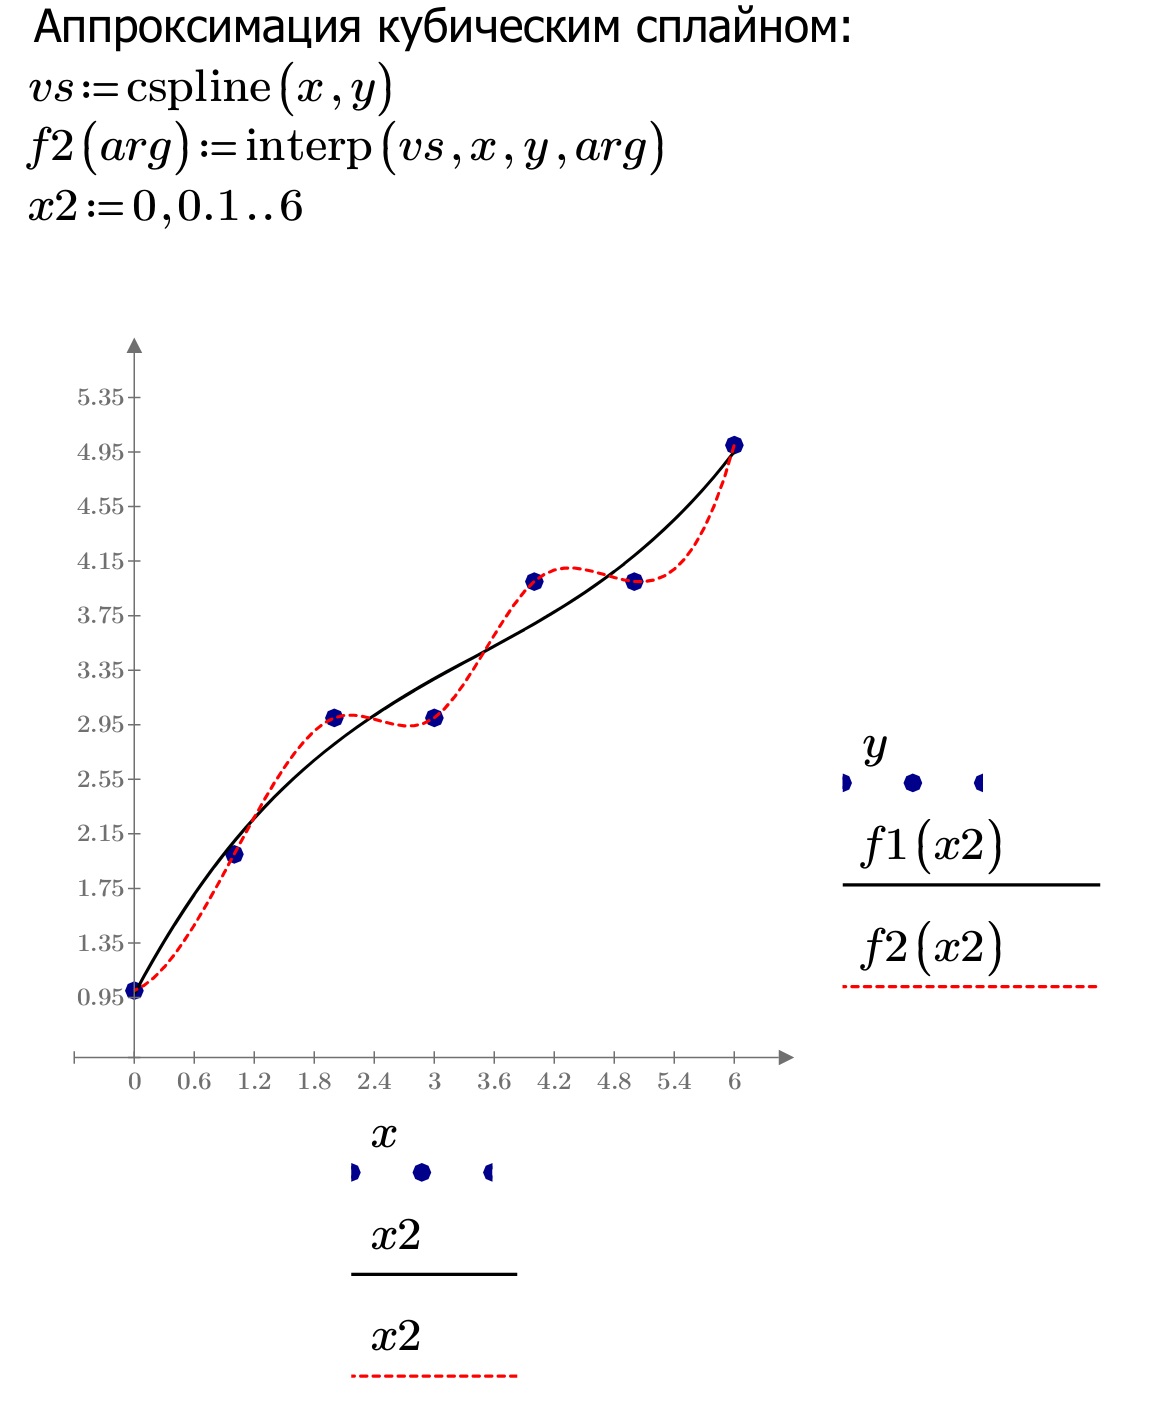 Аппроксимация кубическим сплайном:
vs:=cspline(x,y)
f2(arg):=interp(vs,x,y,arg)
x2:=0,0.1..6
5.35
4.95
4.55
4.15
3.75
3.35
2.95
2.55
2.15
1.75
1.35
0.95
0 0.6 1.2 1.8 2.4 3 3.6 4.2 4.8 5.4 6
y
f1(x2)
f2(x2)
x
x2
x2